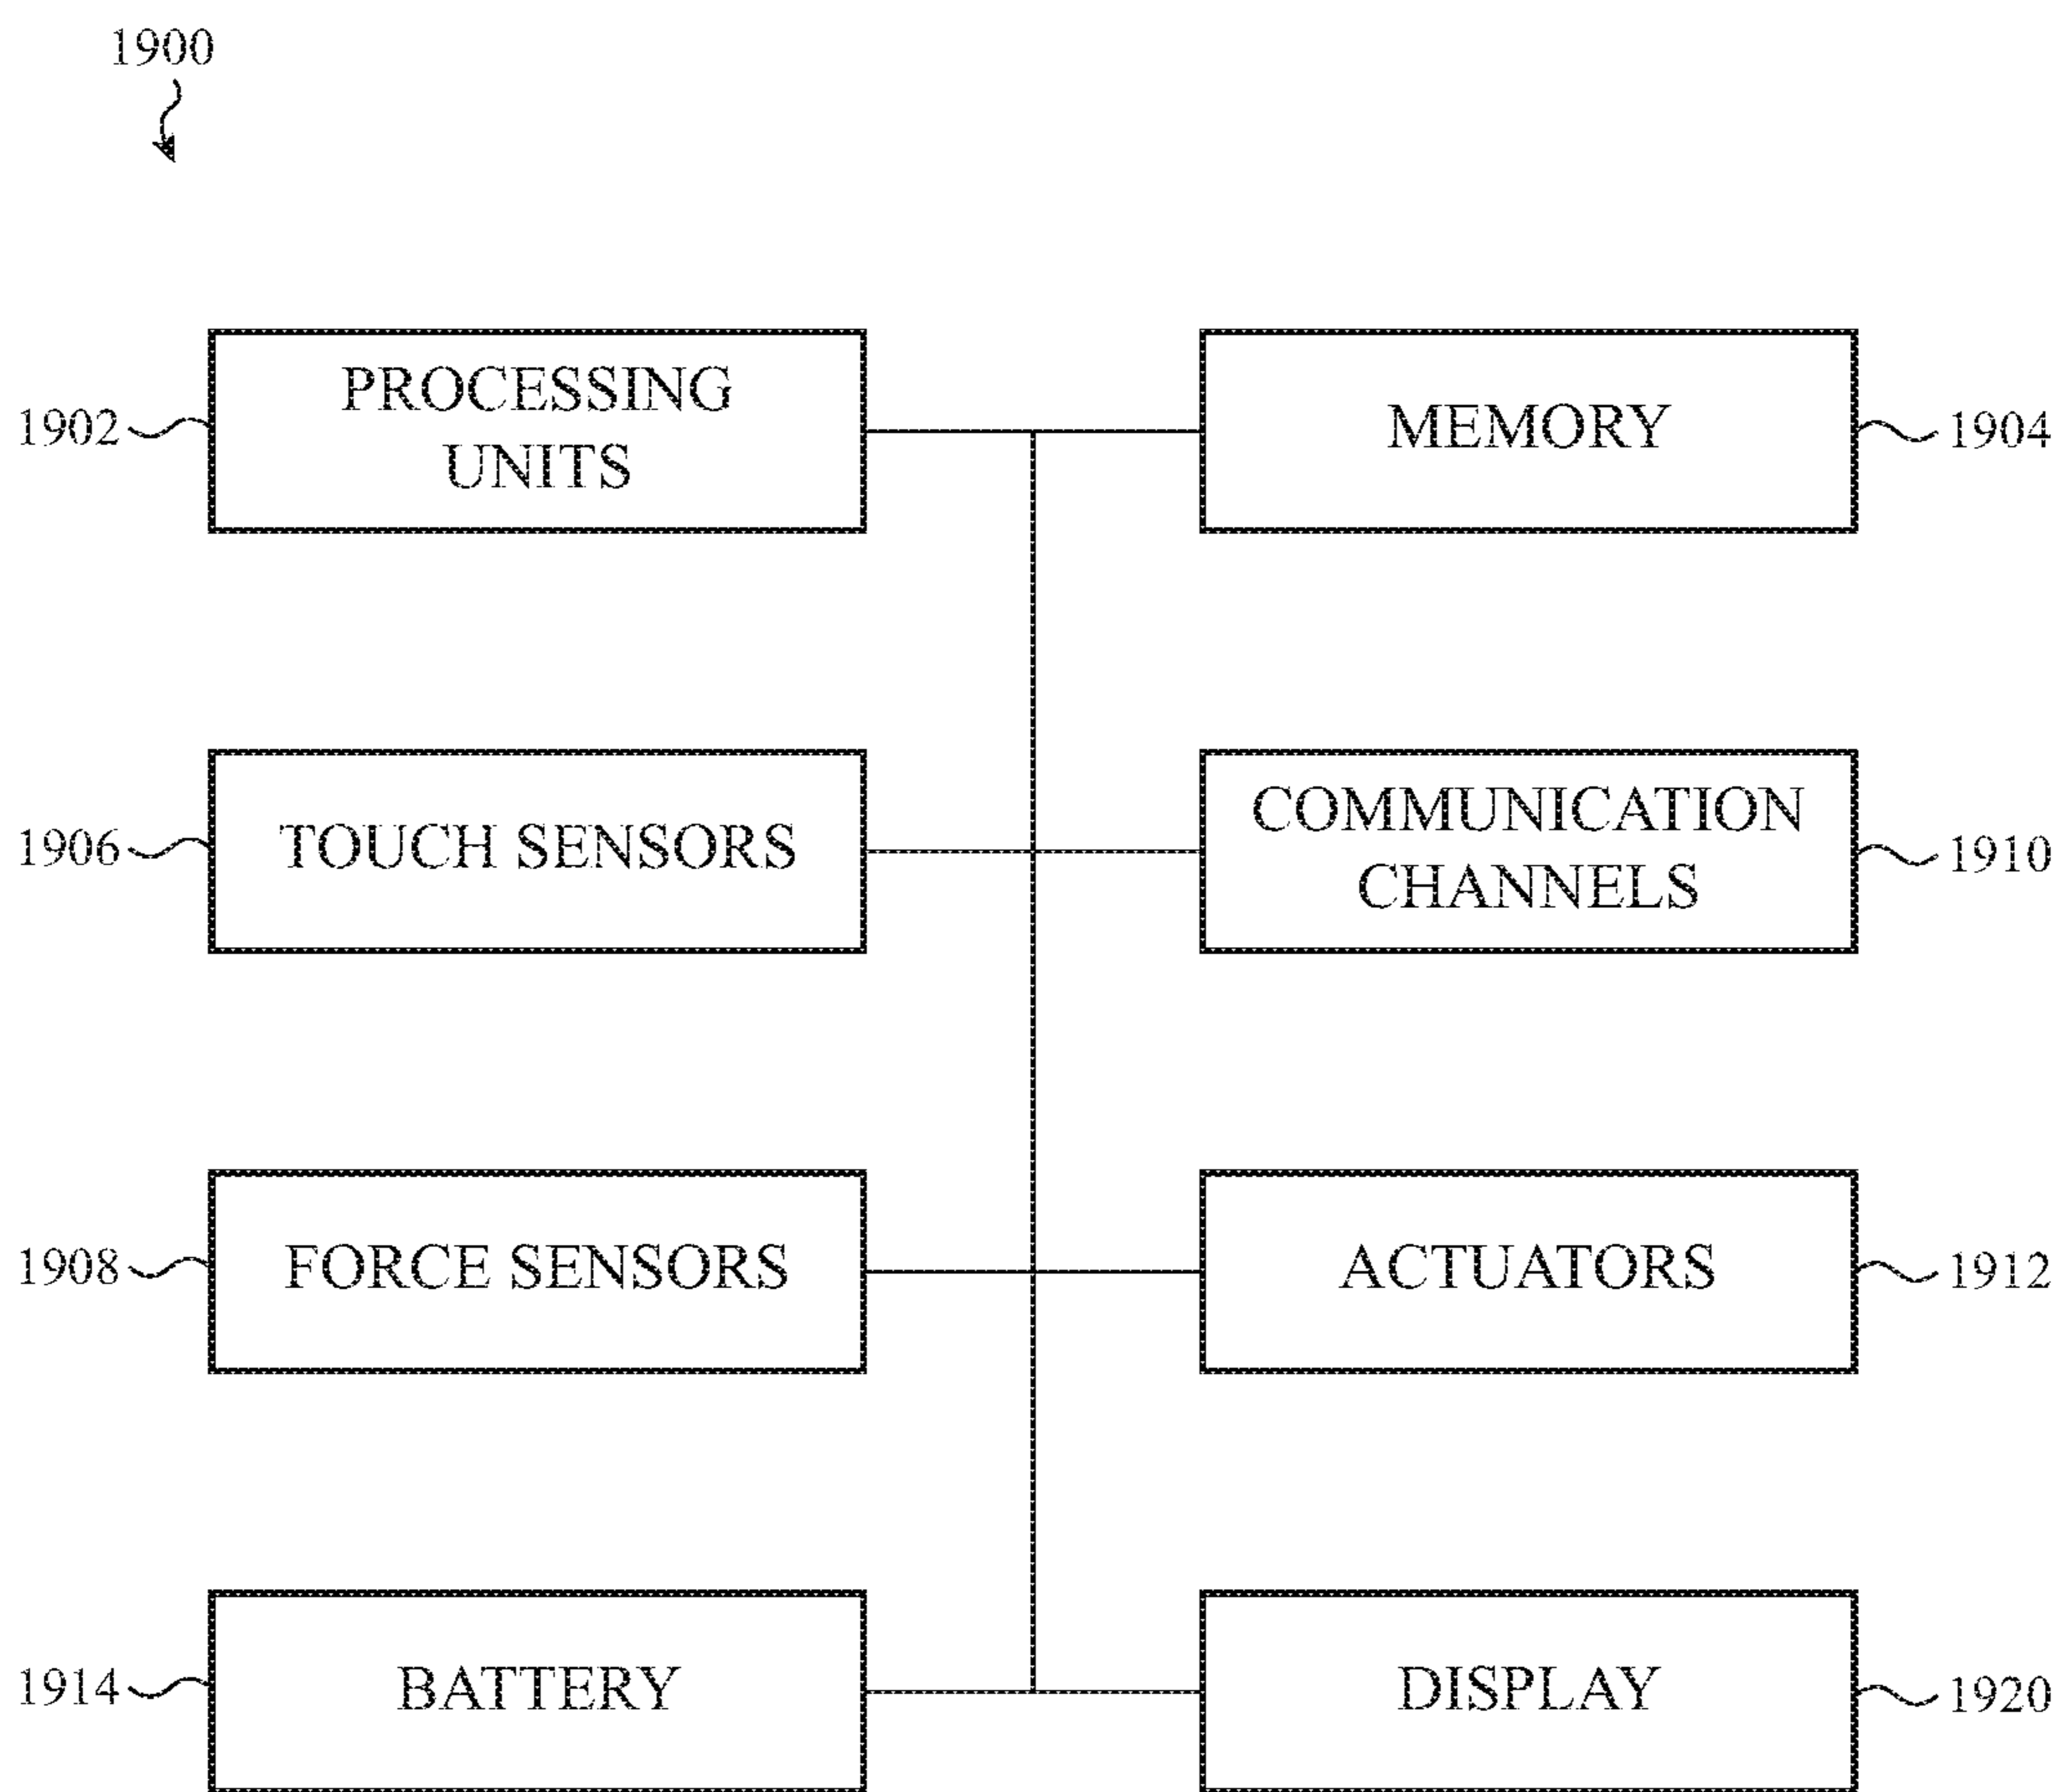 1900
PROCESSING
UNITS
1902
MEMORY
1904
TOUCH SENSORS
1906
COMMUNICATION
CHANNELS
1910
FORCE SENSORS
1908
ACTUATORS
1912
BATTERY
1914
DISPLAY
1920